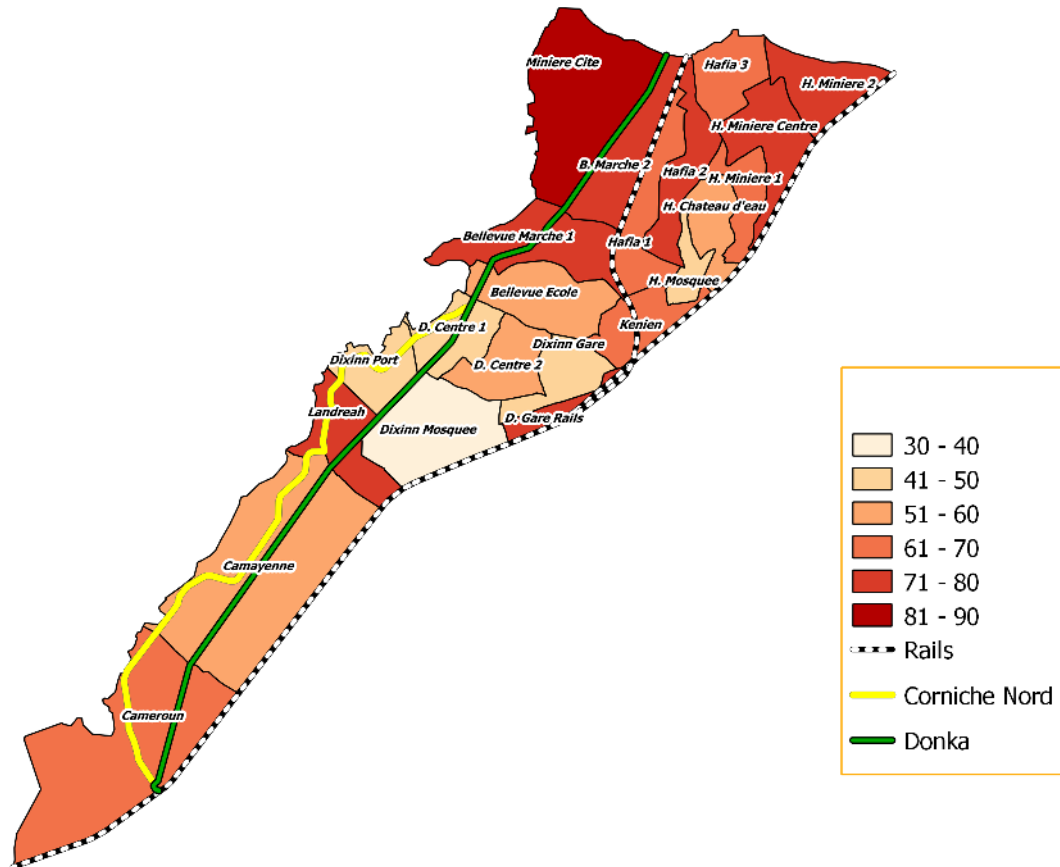 Miniere Cite
Hafia 3
H. Miniere 2
H. Miniere Centre
B. Marche 2
Hafia 2
H. Miniere 1
H. Chateau d'eau
Bellevue Marche 1
Hafia 1
H. Mosquee
Bellevue Ecole
D. Centre 1
Kenien
Dixinn Gare
Dixinn Port
D. Centre 2
Landreah
D. Gare Rails
Dixinn Mosquee
Camayenne
Cameroun
30 - 40
41 - 50
51 - 60
61 - 70
71 - 80
81 - 90
Rails
Corniche Nord
Donka